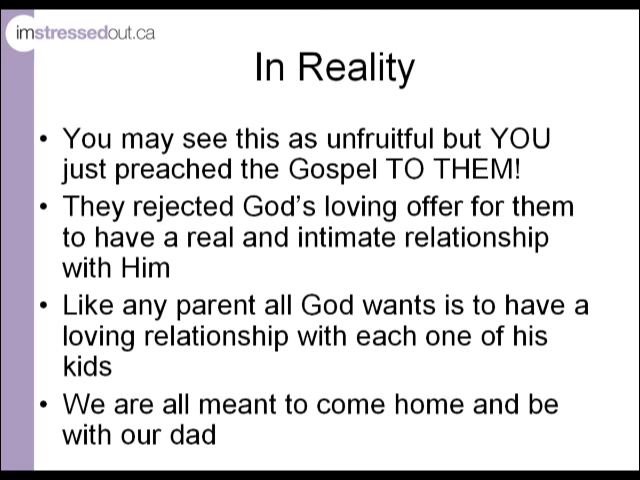 imstressedout.ca
In Reality
• You may see this as unfruitful but YOU
just preached the Gospel TO THEM!
• They rejected God's loving offer for them
to have a real and intimate relationship
with Him
• Like any parent all God wants is to have a
loving relationship with each one of his
kids
• We are all meant to come home and be
with our dad